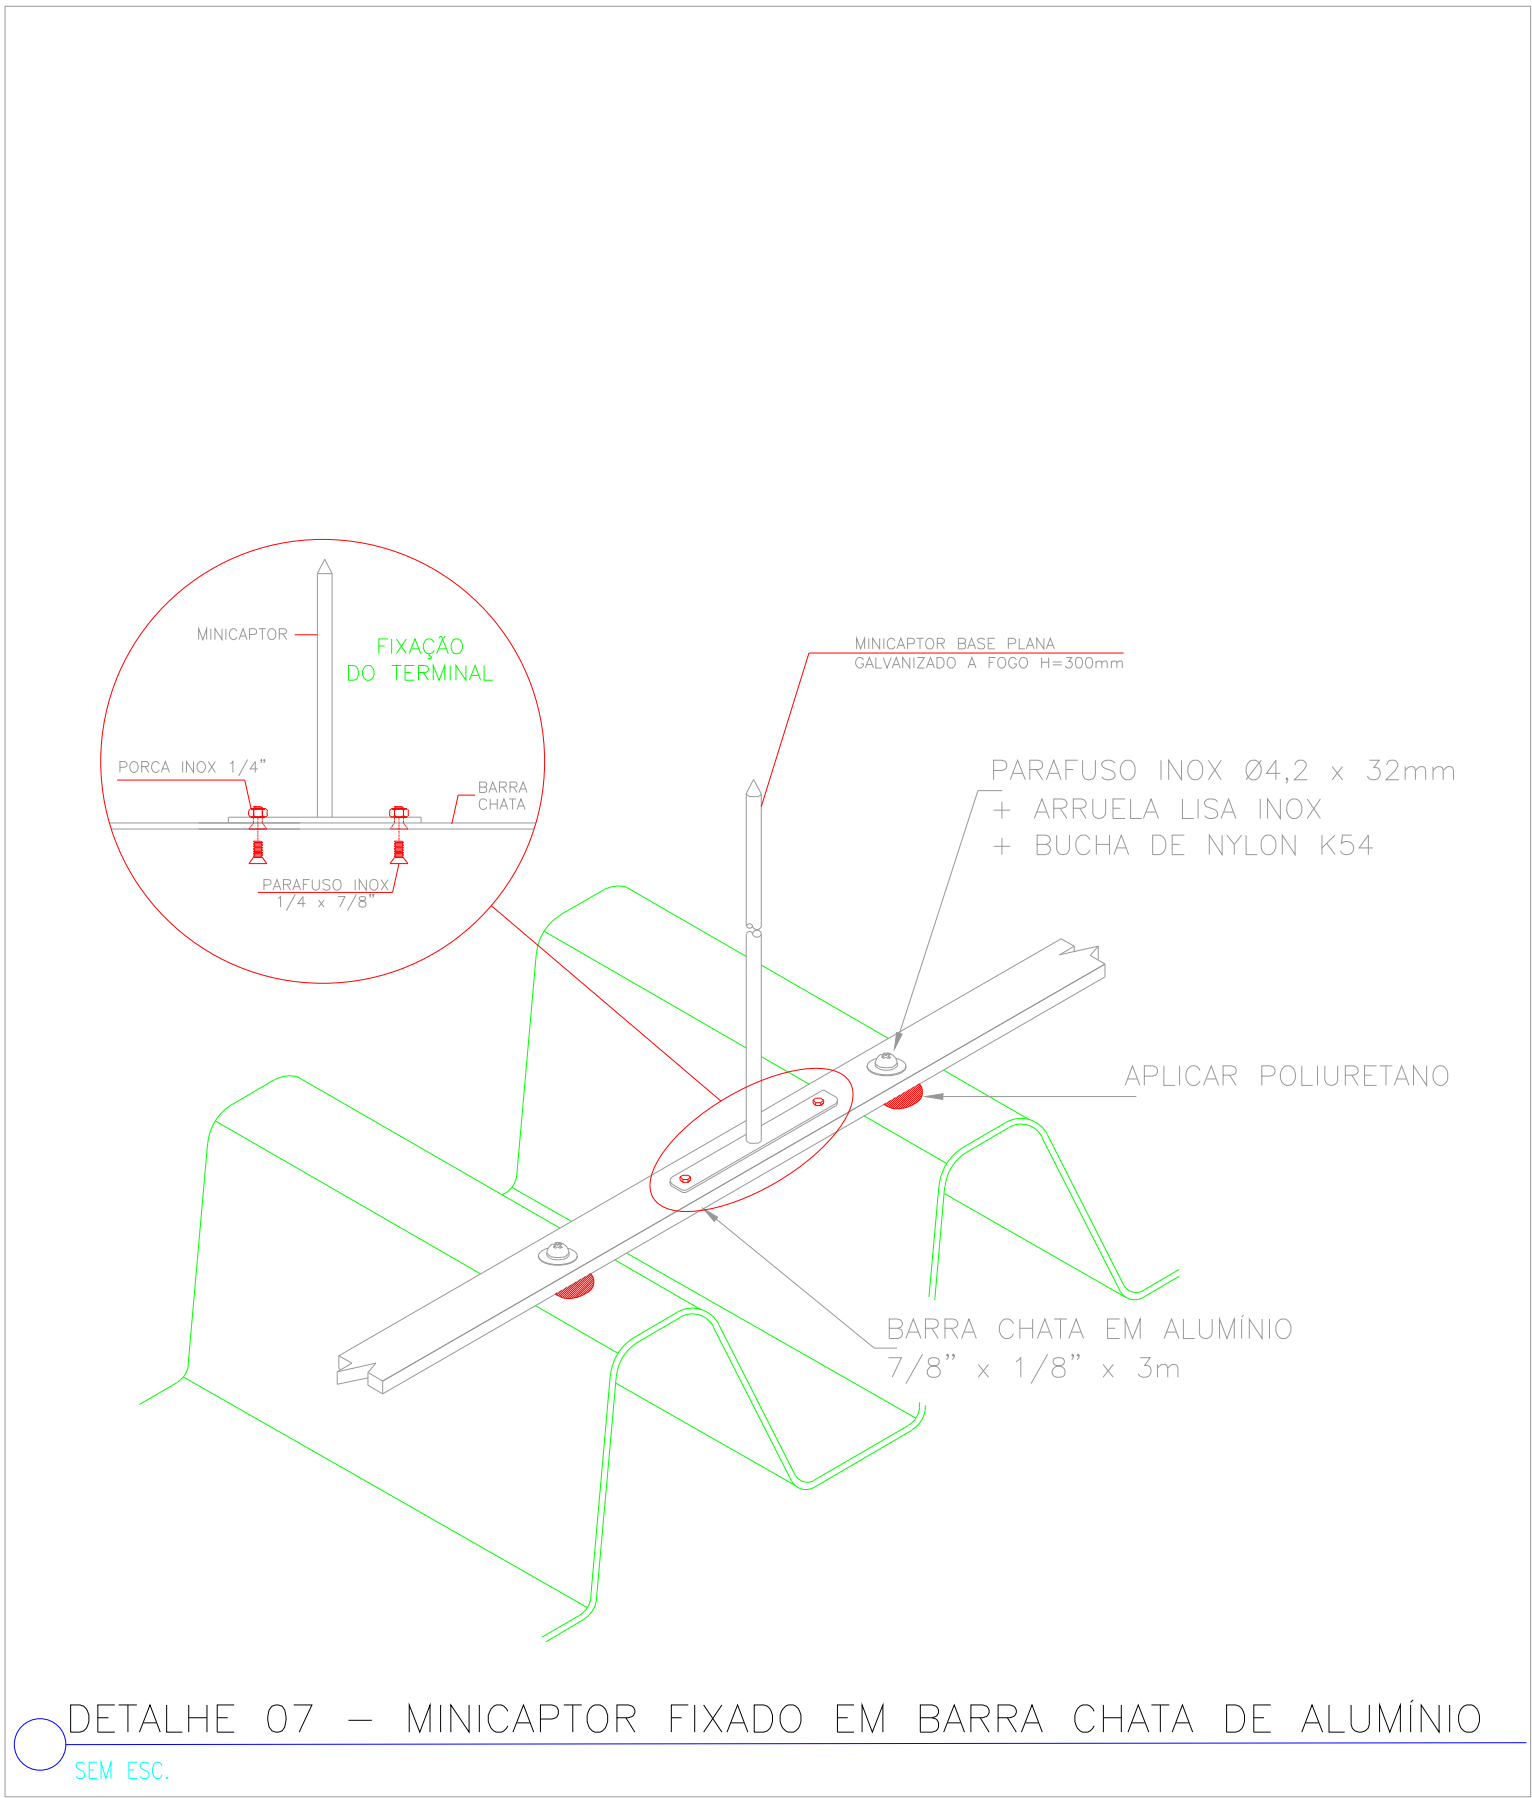 MINICAPTOR
FIXAÇÃO
DO TERMINAL
PORCA INOX 1/4"
BARRA
CHATA
PARAFUSO INOX
1/4 x 7/8"
MINICAPTOR BASE PLANA
GALVANIZADO A FOGO H=300mm
PARAFUSO INOX Ø4,2 x 32mm
+ ARRUELA LISA INOX
+ BUCHA DE NYLON K54
APLICAR POLIURETANO
BARRA CHATA EM ALUMÍNIO
7/8" x 1/8" x 3m
DETALHE 07 – MINICAPTOR FIXADO EM BARRA CHATA DE ALUMÍNIO
SEM ESC.